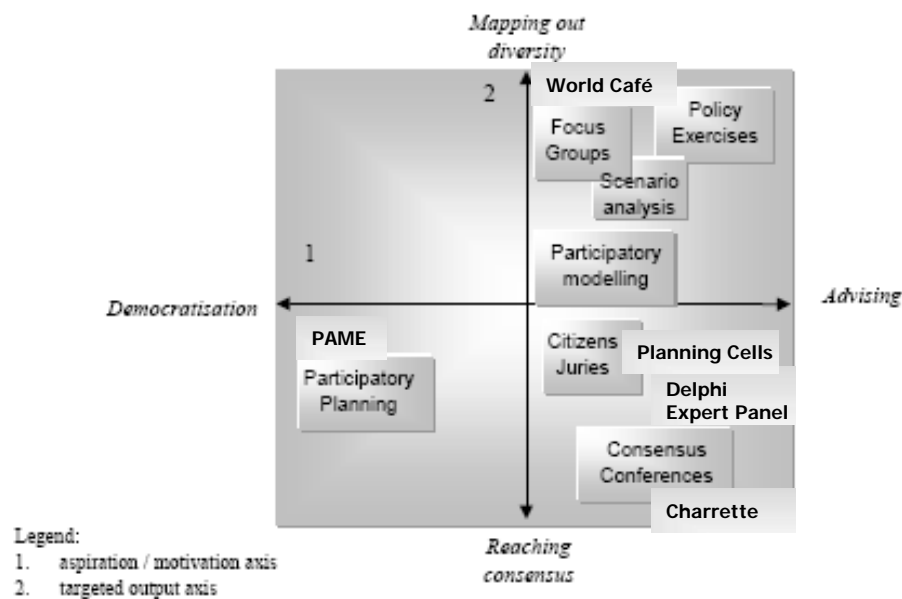 Mapping out
diversity
2
World Café
Focus
Groups
Policy
Exercises
Scenario
analysis
1
Participatory
modelling
Democratisation
Advising
PAME
Participatory
Planning
Citizens
Juries
Planning Cells
Delphi
Expert Panel
Consensus
Conferences
Charrette
Reaching
consensus
Legend:
1. aspiration / motivation axis
2. targeted output axis